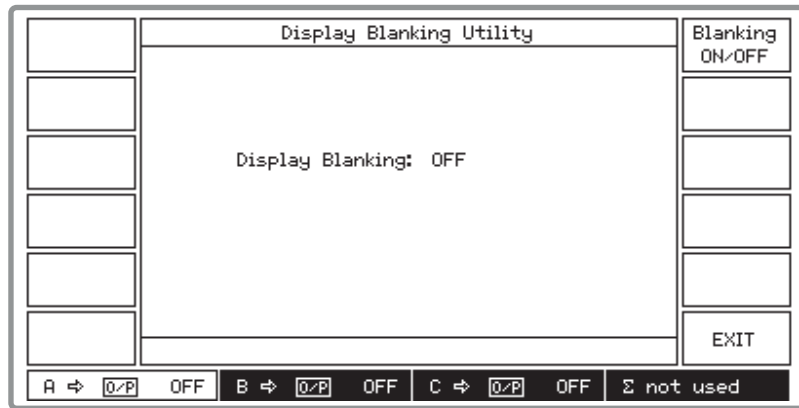 Display Blanking Utility
Blanking
ON/OFF
Display Blanking: OFF
EXIT
A ⇨ O/P OFF B ⇨ O/P OFF C ⇨ O/P OFF Σ not used